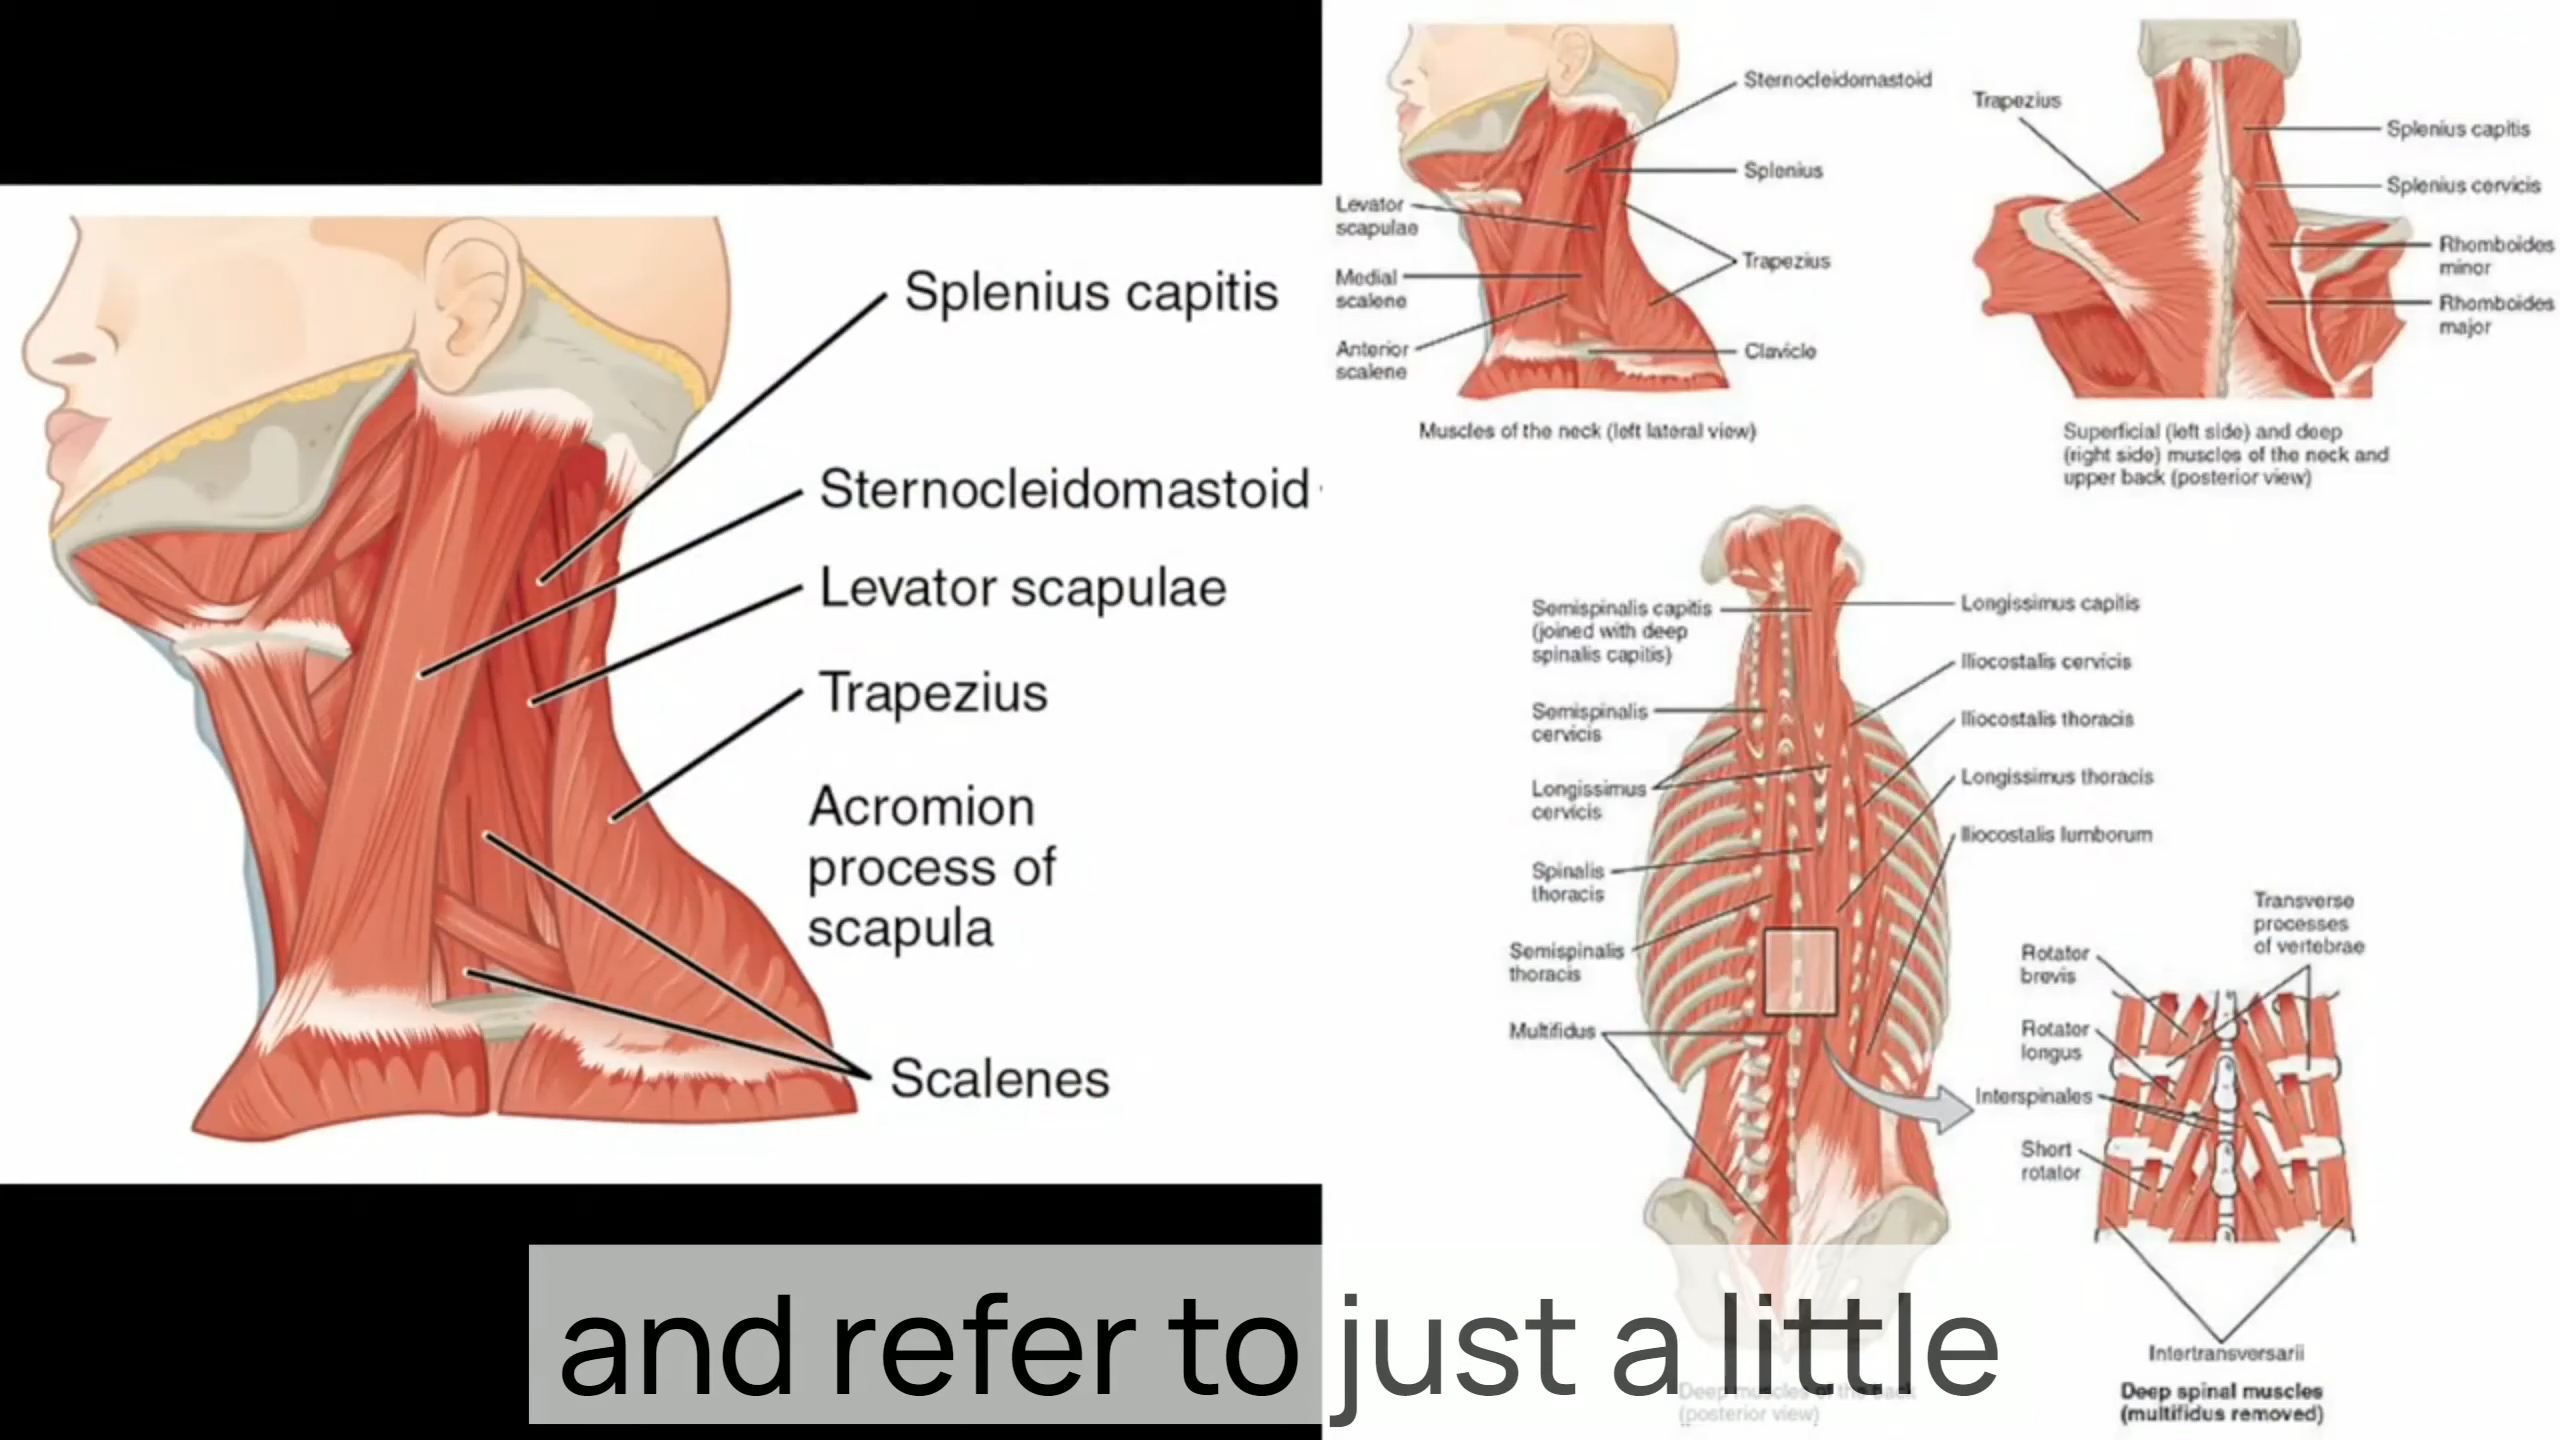 Splenius capitis
Sternocleidomastoid
Levator scapulae
Trapezius
Acromion
process of
scapula
Scalenes
Sternocleidomastoid
Splenius
Levator
scapulae
Trapezius
Medial
scalene
Anterior
scalene
Clavicle
Muscles of the neck (left lateral view)
Trapezius
Splenius capitis
Splenius cervicis
Rhomboides
minor
Rhomboides
major
Superficial (left side) and deep
(right side) muscles of the neck and
upper back (posterior view)
Semispinalis capitis
(joined with deep
spinalis capitis)
Semispinalis
cervicis
Longissimus
cervicis
Spinalis
thoracis
Semispinalis
thoracis
Multifidus
Longissimus capitis
Iliocostalis cervicis
Iliocostalis thoracis
Longissimus thoracis
Iliocostalis lumborum
Deep muscles of the back
(posterior view)
Transverse
processes
of vertebrae
Rotator
brevis
Rotator
longus
Interspinales
Short
rotator
Intertransversarii
Deep spinal muscles
(multifidus removed)
and refer to just a little